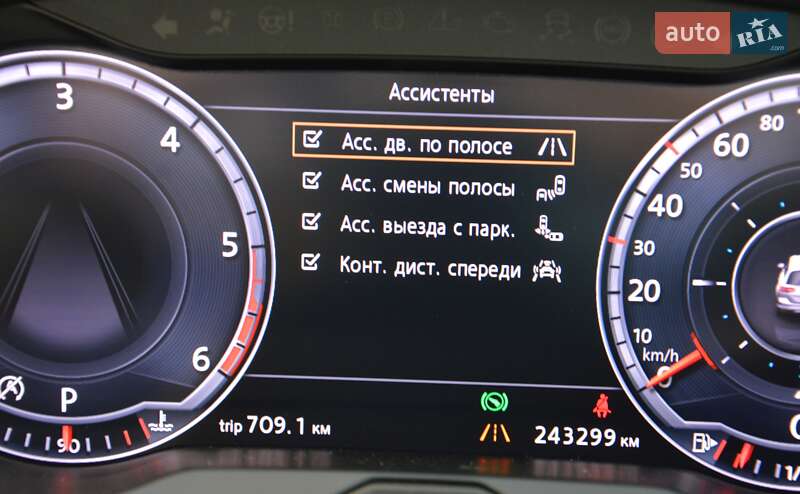 auto RIA .com
Ассистенты
Асс. дв. по полосе
Асс. смены полосы
Асс. выезда с парк.
Конт. дист. спереди
3
4
5
6
P
90
trip 709.1 км
243299 км
80
60
50
40
30
20
10
km/h
0